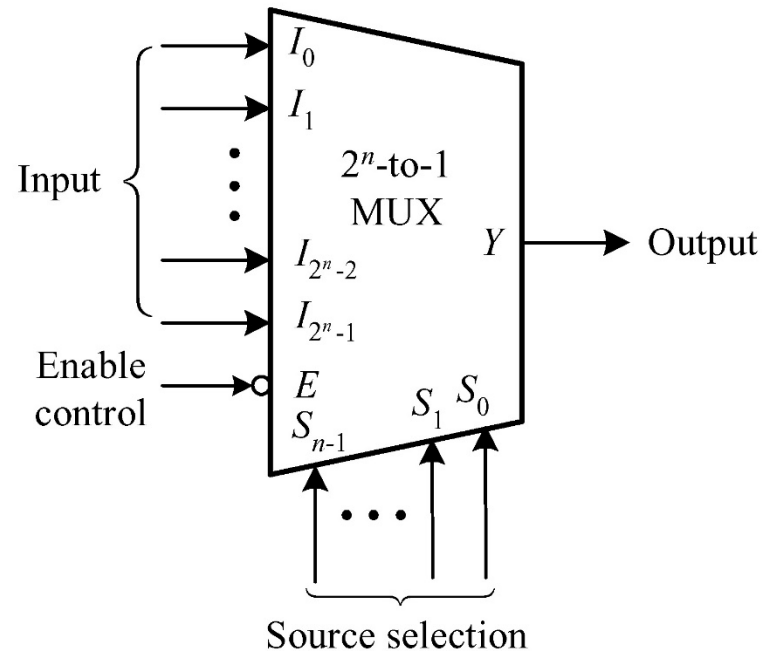 I₀
I₁
Input
2ⁿ-to-1
MUX
Y
Output
I₂ⁿ₋₂
I₂ⁿ₋₁
Enable
control
E
Sₙ₋₁
S₁
S₀
Source selection